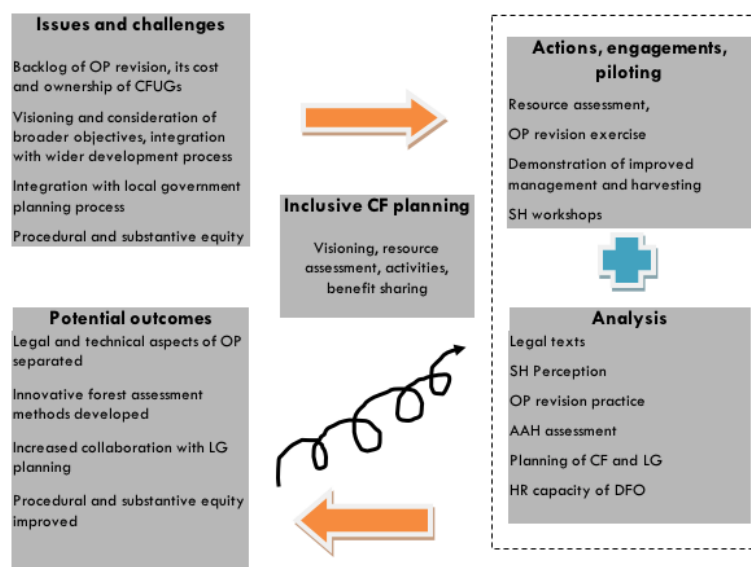 Issues and challenges
Backlog of OP revision, its cost
and ownership of CFUGs
Visioning and consideration of
broader objectives, integration
with wider development process
Integration with local government
planning process
Procedural and substantive equity
Actions, engagements,
piloting
Resource assessment,
OP revision exercise
Demonstration of improved
management and harvesting
SH workshops
Inclusive CF planning
Visioning, resource
assessment, activities,
benefit sharing
Potential outcomes
Legal and technical aspects of OP
separated
Innovative forest assessment
methods developed
Increased collaboration with LG
planning
Procedural and substantive equity
improved
Analysis
Legal texts
SH Perception
OP revision practice
AAH assessment
Planning of CF and LG
HR capacity of DFO